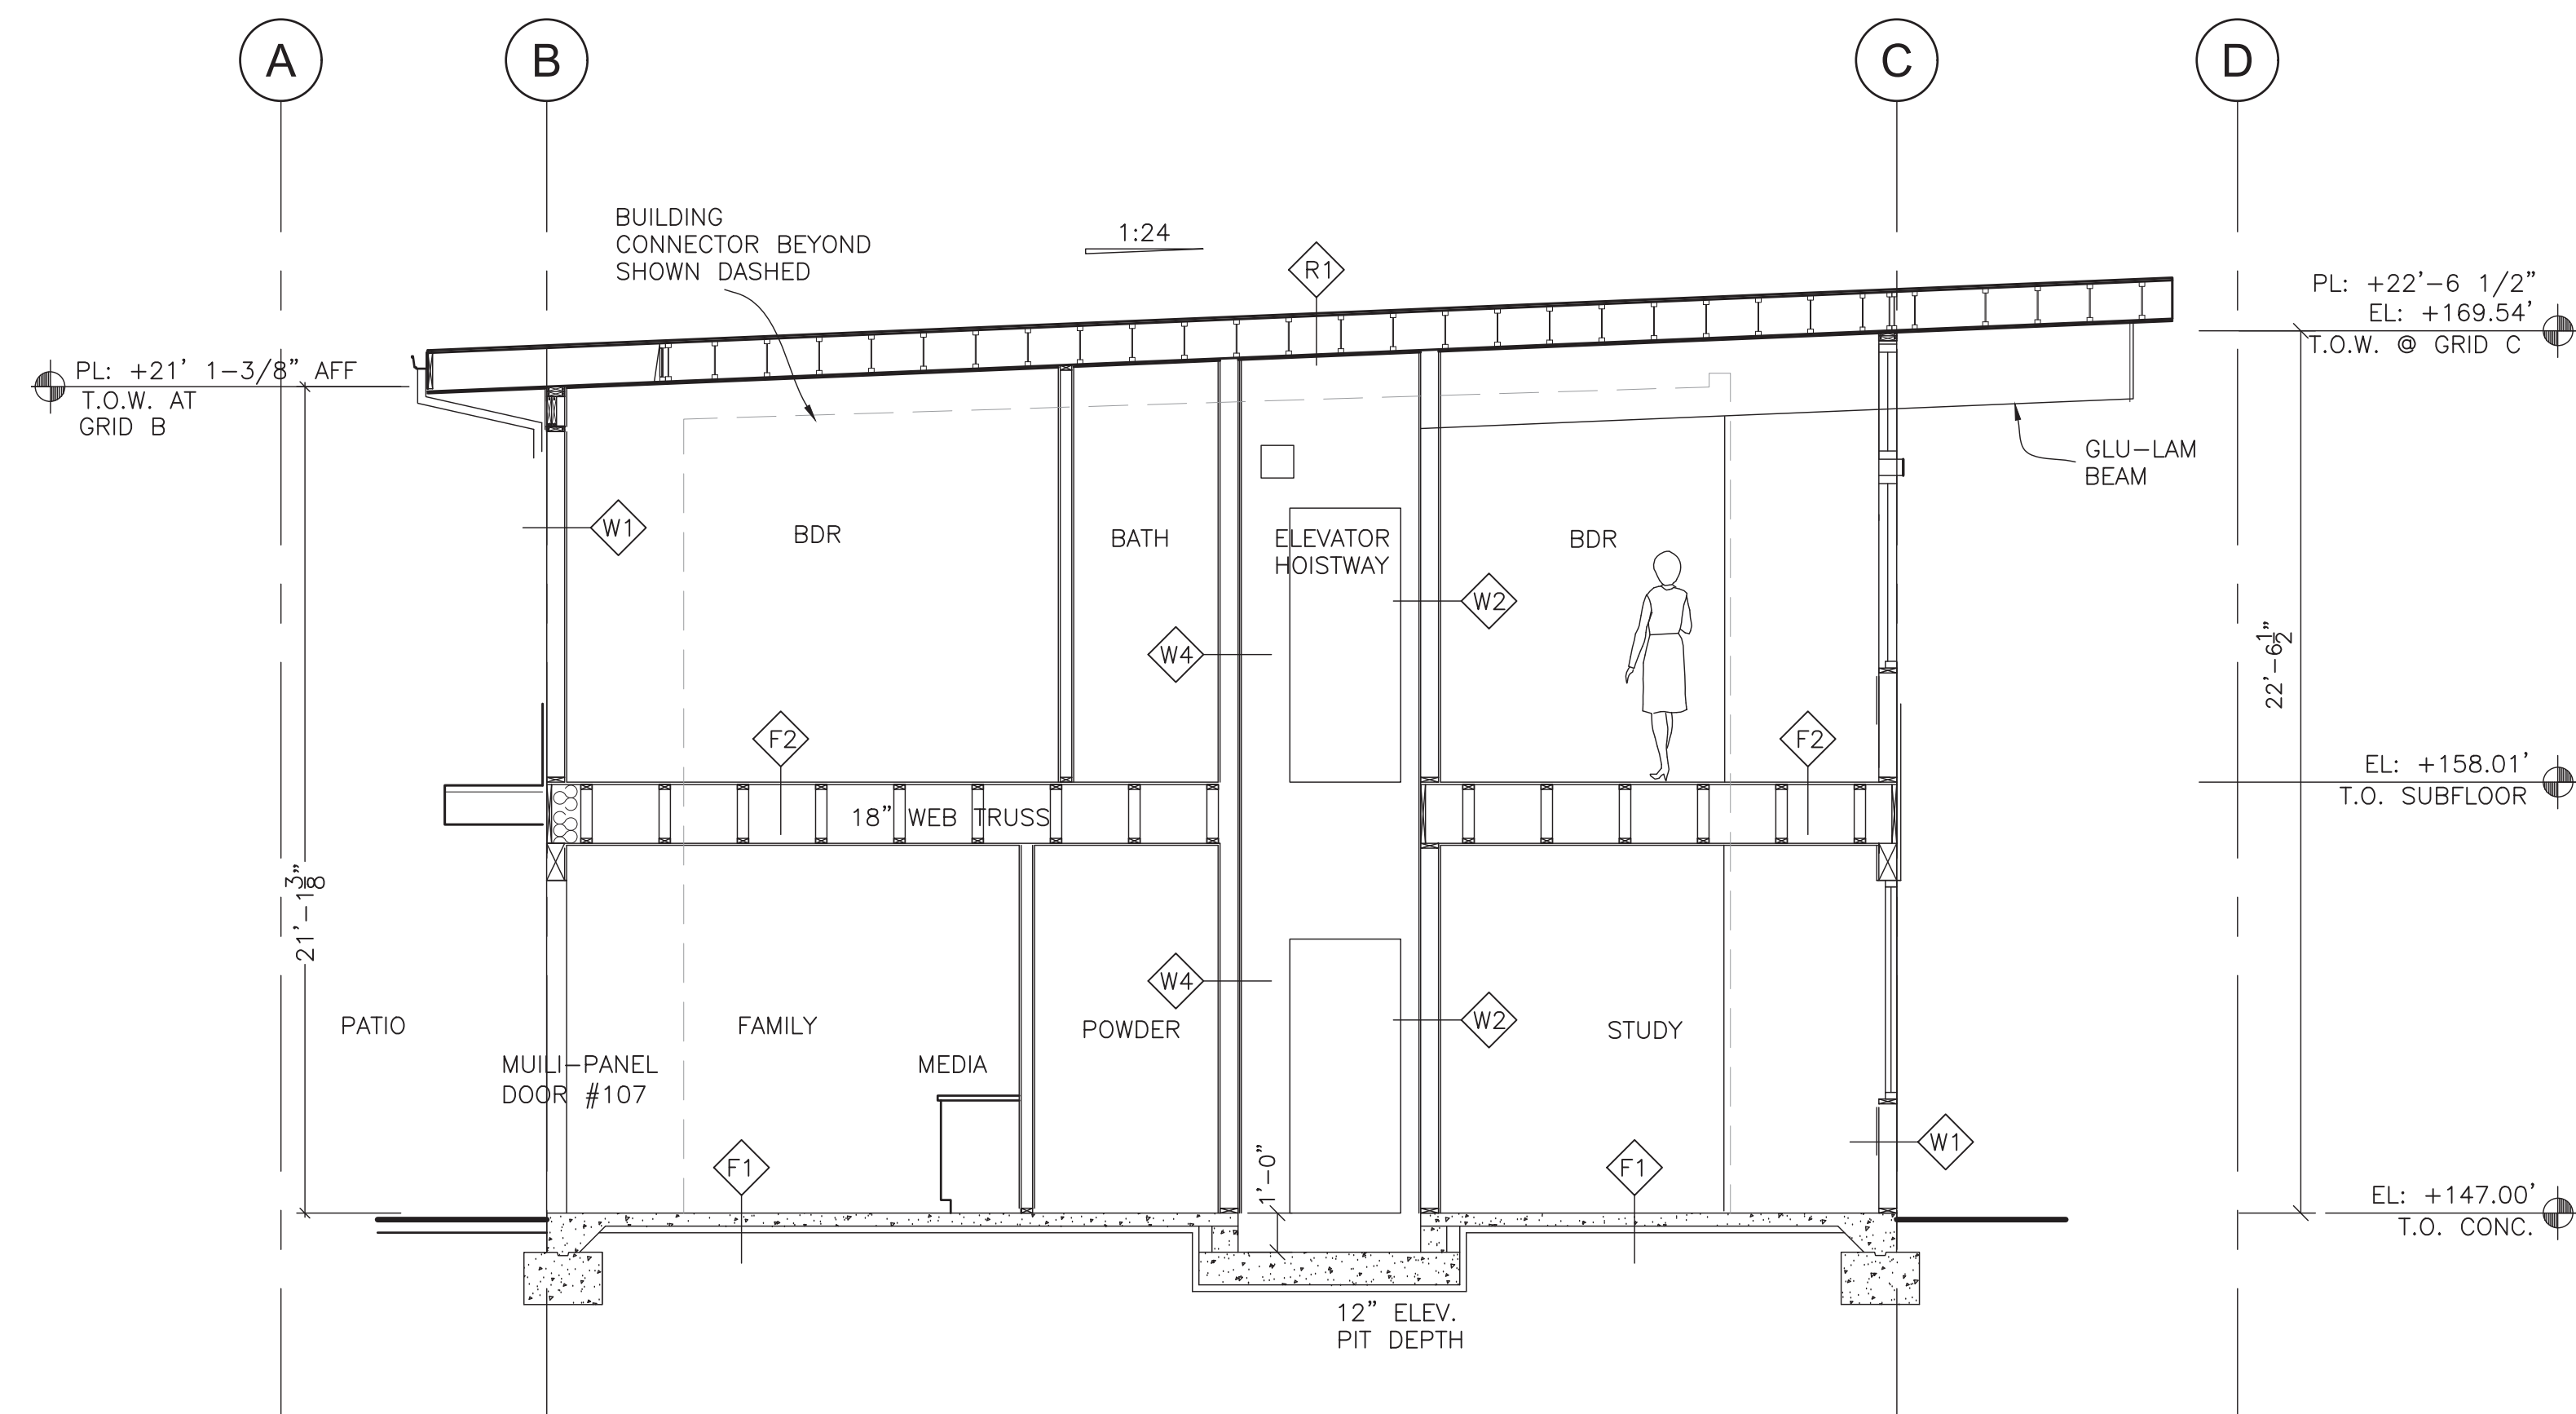 A
B
C
D
BUILDING
CONNECTOR BEYOND
SHOWN DASHED
1:24
R1
PL: +22'-6 1/2"
EL: +169.54'
T.O.W. @ GRID C
PL: +21' 1-3/8" AFF
T.O.W. AT
GRID B
GLU-LAM
BEAM
W1
BDR
BATH
ELEVATOR
HOISTWAY
BDR
W2
W4
22'-6 1/2"
F2
F2
EL: +158.01'
T.O. SUBFLOOR
18" WEB TRUSS
21'-1 3/8"
W4
W2
PATIO
FAMILY
POWDER
STUDY
MUILI-PANEL
DOOR #107
MEDIA
W1
F1
1'-0"
F1
EL: +147.00'
T.O. CONC.
12" ELEV.
PIT DEPTH